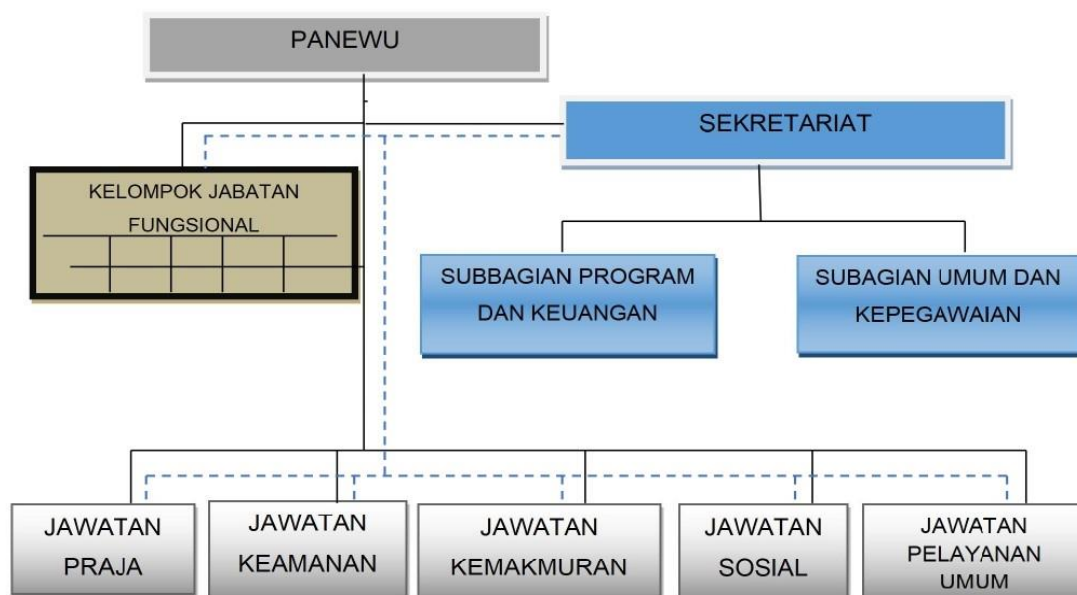 PANEWU
SEKRETARIAT
KELOMPOK JABATAN
FUNGSIONAL
SUBBAGIAN PROGRAM
DAN KEUANGAN
SUBAGIAN UMUM DAN
KEPEGAWAIAN
JAWATAN
PRAJA
JAWATAN
KEAMANAN
JAWATAN
KEMAKMURAN
JAWATAN
SOSIAL
JAWATAN
PELAYANAN
UMUM